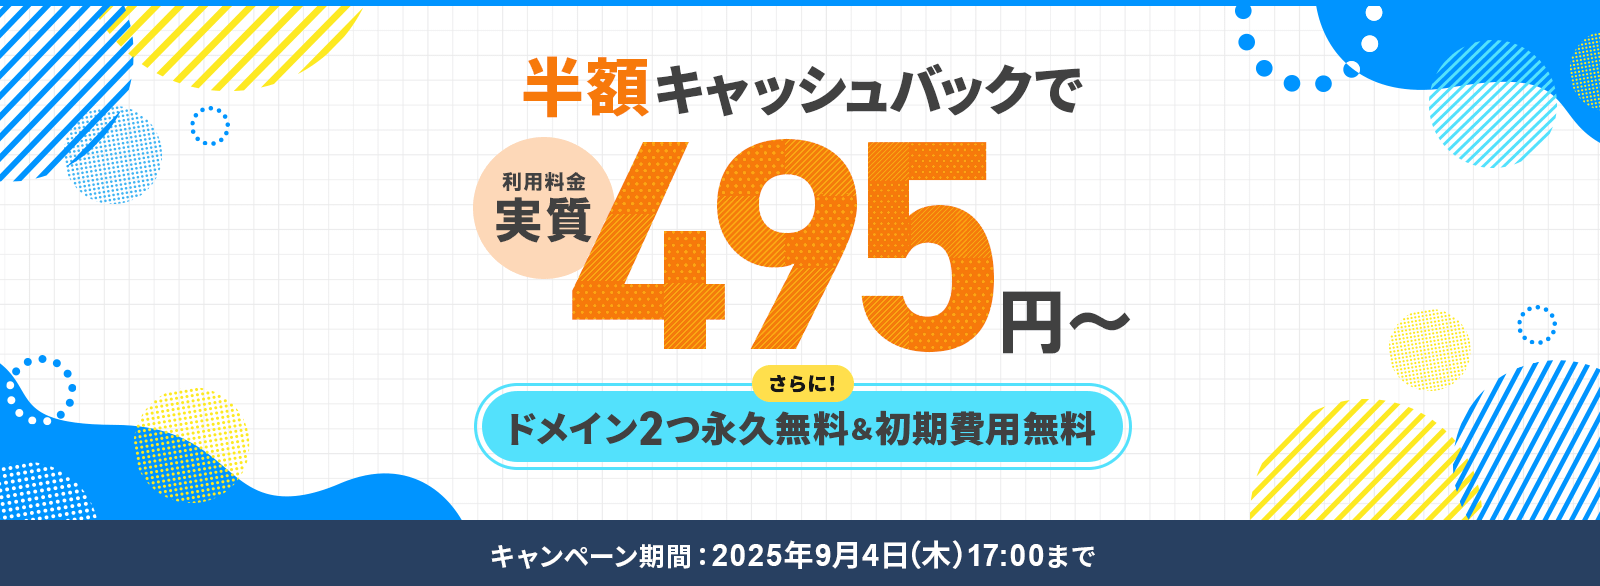 半額キャッシュバックで
利用料金
実質
495円〜
さらに!
ドメイン2つ永久無料&初期費用無料
キャンペーン期間：2025年9月4日(木)17:00まで